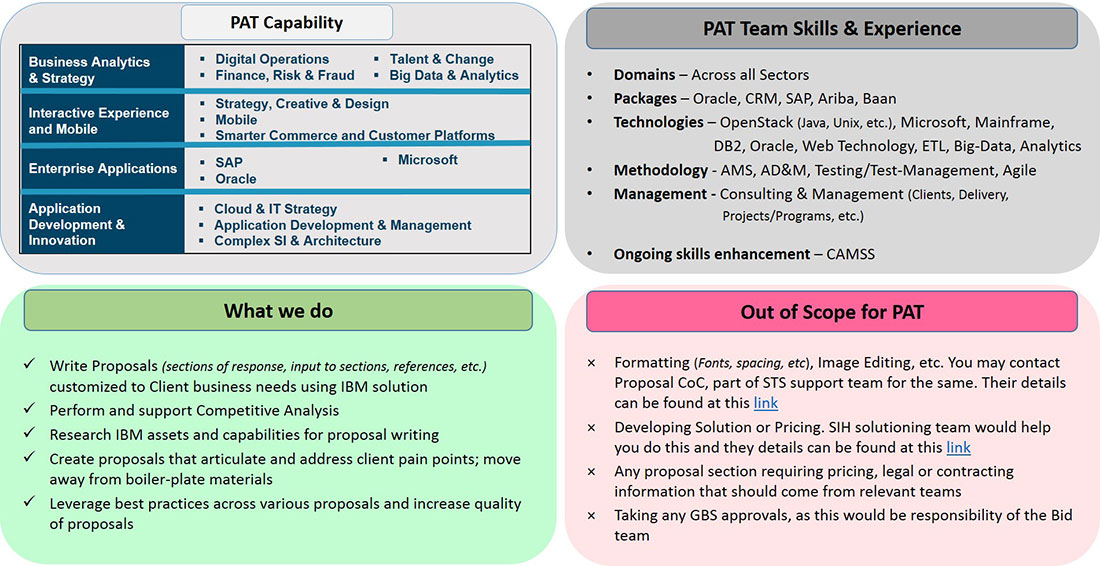 PAT Capability
Business Analytics
& Strategy
▪ Digital Operations
▪ Talent & Change
▪ Finance, Risk & Fraud
▪ Big Data & Analytics
Interactive Experience
and Mobile
▪ Strategy, Creative & Design
▪ Mobile
▪ Smarter Commerce and Customer Platforms
Enterprise Applications
▪ SAP
▪ Microsoft
▪ Oracle
Application
Development &
Innovation
▪ Cloud & IT Strategy
▪ Application Development & Management
▪ Complex SI & Architecture
PAT Team Skills & Experience
• Domains – Across all Sectors
• Packages – Oracle, CRM, SAP, Ariba, Baan
• Technologies – OpenStack (Java, Unix, etc.), Microsoft, Mainframe,
DB2, Oracle, Web Technology, ETL, Big-Data, Analytics
• Methodology - AMS, AD&M, Testing/Test-Management, Agile
• Management - Consulting & Management (Clients, Delivery,
Projects/Programs, etc.)
• Ongoing skills enhancement – CAMSS
What we do
✓ Write Proposals (sections of response, input to sections, references, etc.)
customized to Client business needs using IBM solution
✓ Perform and support Competitive Analysis
✓ Research IBM assets and capabilities for proposal writing
✓ Create proposals that articulate and address client pain points; move
away from boiler-plate materials
✓ Leverage best practices across various proposals and increase quality
of proposals
Out of Scope for PAT
× Formatting (Fonts, spacing, etc), Image Editing, etc. You may contact
Proposal CoC, part of STS support team for the same. Their details
can be found at this link
× Developing Solution or Pricing. SIH solutioning team would help
you do this and they details can be found at this link
× Any proposal section requiring pricing, legal or contracting
information that should come from relevant teams
× Taking any GBS approvals, as this would be responsibility of the Bid
team